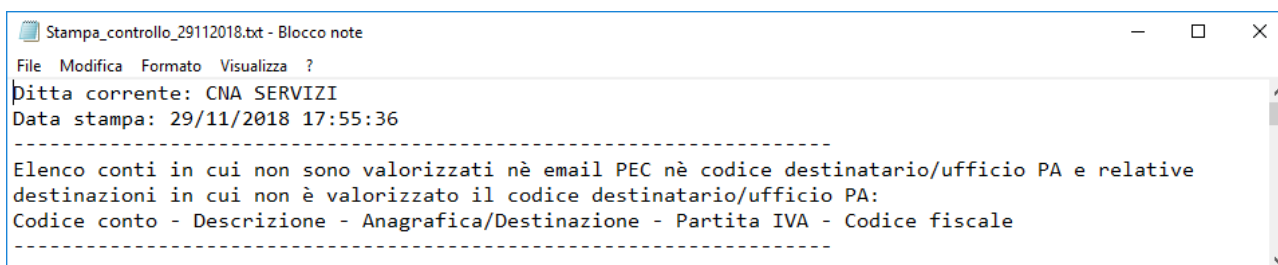 Stampa_controllo_29112018.txt - Blocco note
File Modifica Formato Visualizza ?
Ditta corrente: CNA SERVIZI
Data stampa: 29/11/2018 17:55:36
-------------------------------------------------------------------
Elenco conti in cui non sono valorizzati nè email PEC nè codice destinatario/ufficio PA e relative
destinazioni in cui non è valorizzato il codice destinatario/ufficio PA:
Codice conto - Descrizione - Anagrafica/Destinazione - Partita IVA - Codice fiscale
-------------------------------------------------------------------